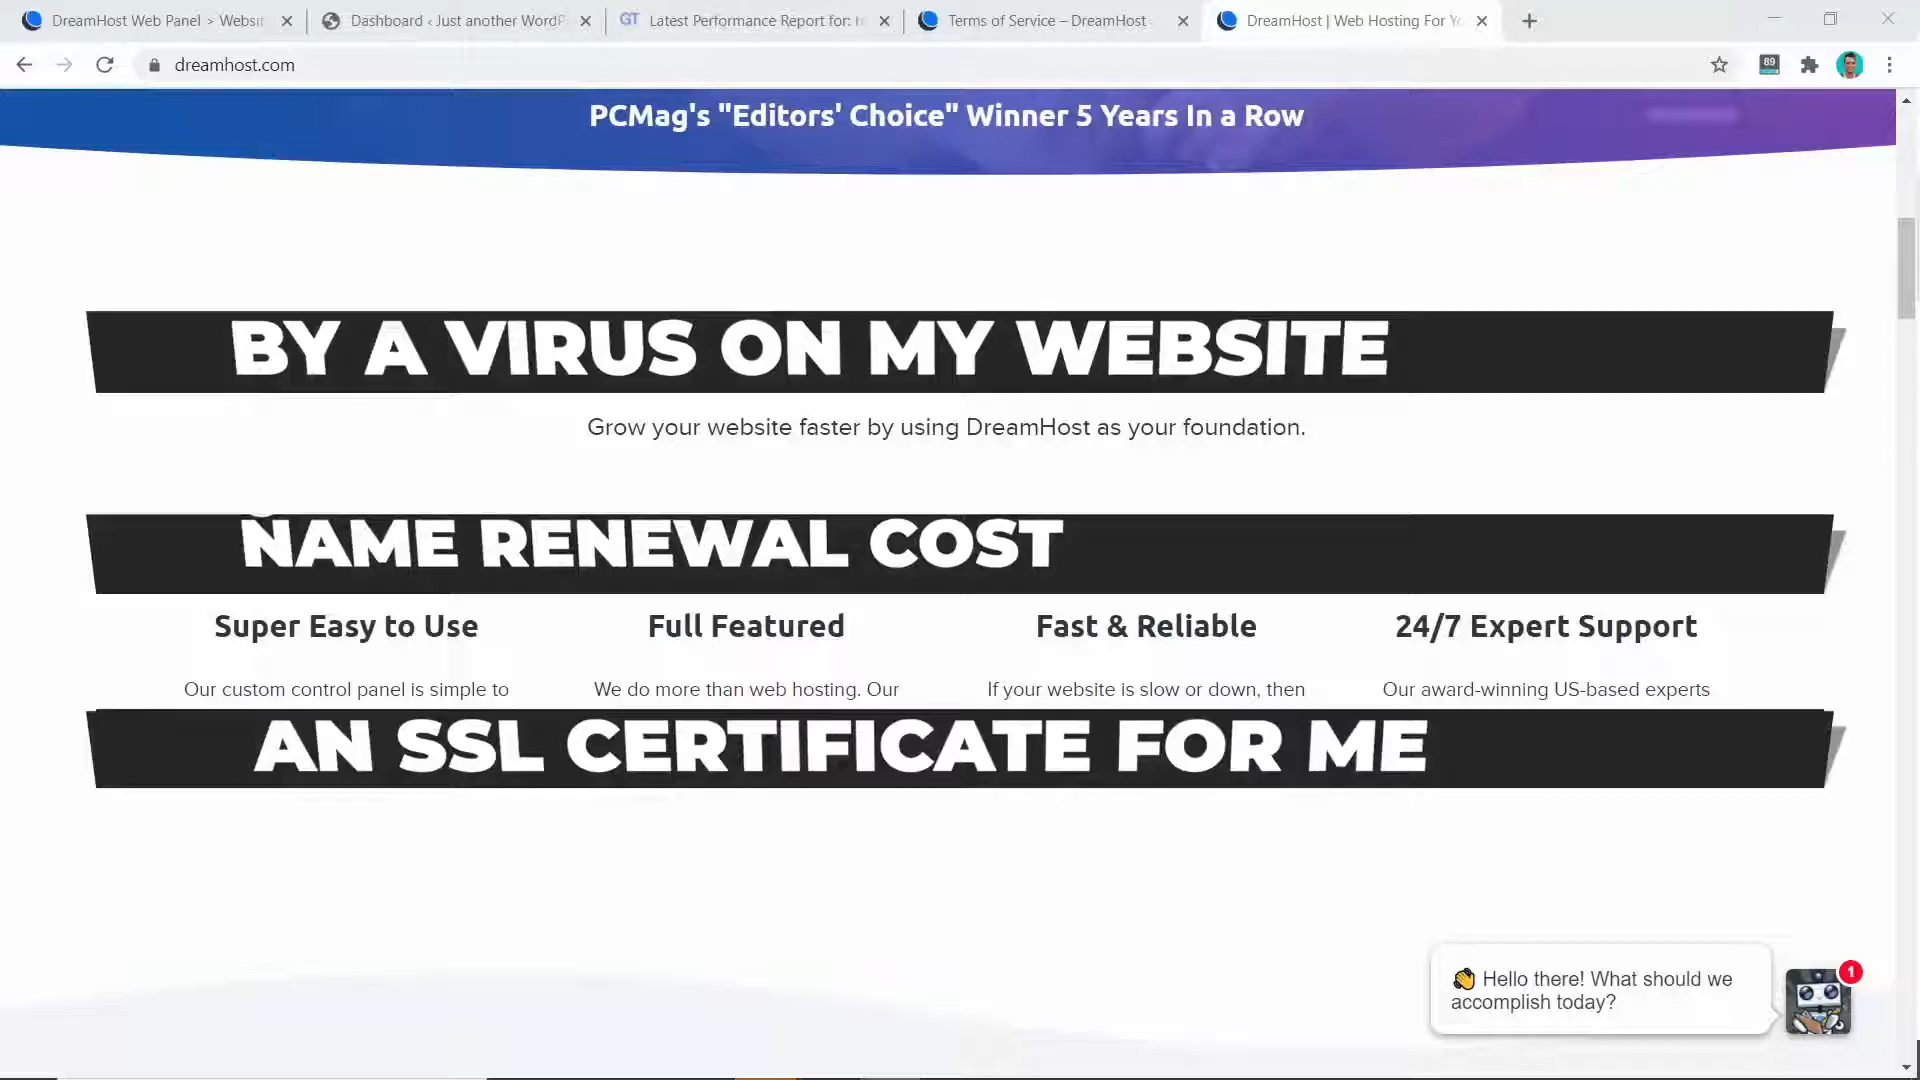 DreamHost Web Panel > Websit
Dashboard ‹ Just another WordP
GT
Latest Performance Report for: h
Terms of Service – DreamHost
DreamHost | Web Hosting For Yo
dreamhost.com
89
PCMag's "Editors' Choice" Winner 5 Years In a Row
BY A VIRUS ON MY WEBSITE
Grow your website faster by using DreamHost as your foundation.
NAME RENEWAL COST
Super Easy to Use
Full Featured
Fast & Reliable
24/7 Expert Support
Our custom control panel is simple to
We do more than web hosting. Our
If your website is slow or down, then
Our award-winning US-based experts
AN SSL CERTIFICATE FOR ME
👋 Hello there! What should we
accomplish today?
1